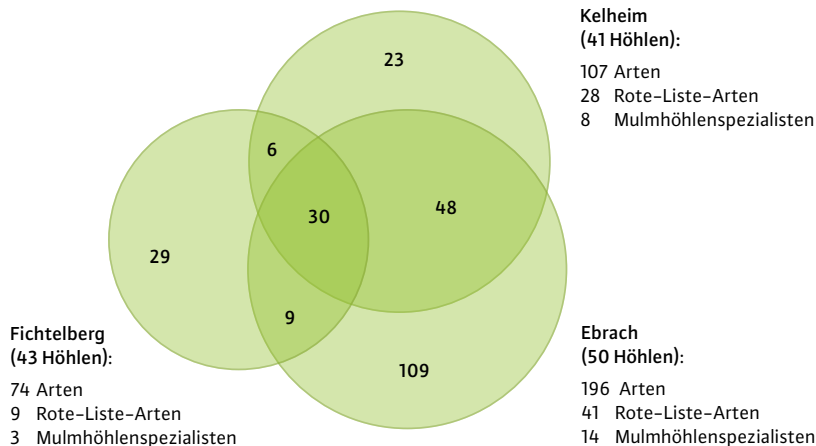 Kelheim
(41 Höhlen):
107 Arten
28 Rote-Liste-Arten
8 Mulmhöhlenspezialisten
23
6
30
48
29
9
109
Fichtelberg
(43 Höhlen):
74 Arten
9 Rote-Liste-Arten
3 Mulmhöhlenspezialisten
Ebrach
(50 Höhlen):
196 Arten
41 Rote-Liste-Arten
14 Mulmhöhlenspezialisten